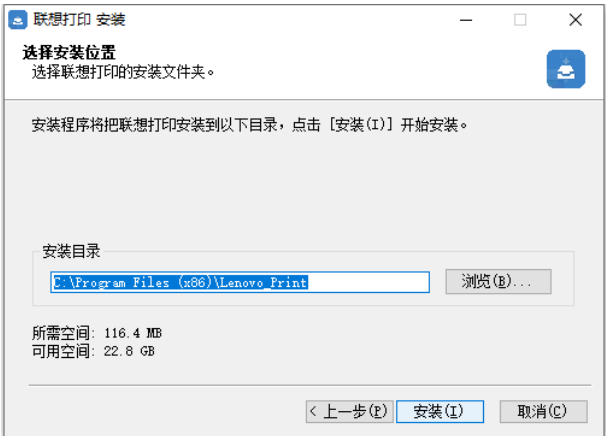 联想打印 安装
选择安装位置
选择联想打印的安装文件夹。
安装程序将把联想打印安装到以下目录，点击 [安装(I)] 开始安装。
安装目录
C:\Program Files (x86)\Lenovo_Print
浏览(B)...
所需空间: 116.4 MB
可用空间: 22.8 GB
< 上一步(P)
安装(I)
取消(C)